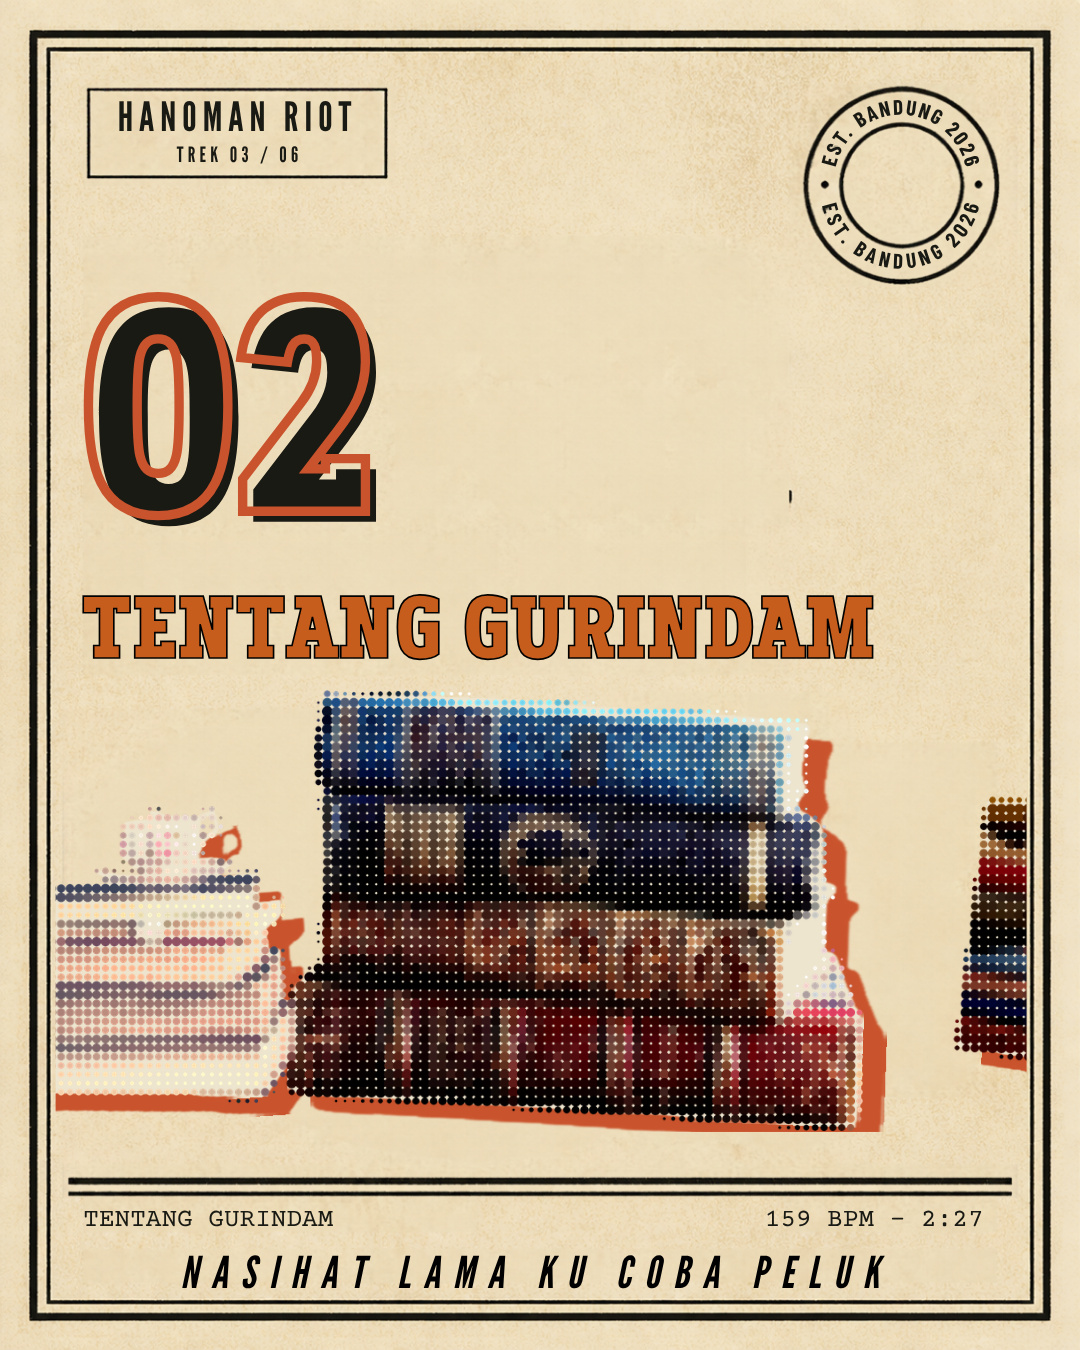 HANOMAN RIOT
TREK 03 / 06
EST. BANDUNG 2026 •
EST. BANDUNG 2026 •
02
TENTANG GURINDAM
TENTANG GURINDAM
159 BPM - 2:27
NASIHAT LAMA KU COBA PELUK